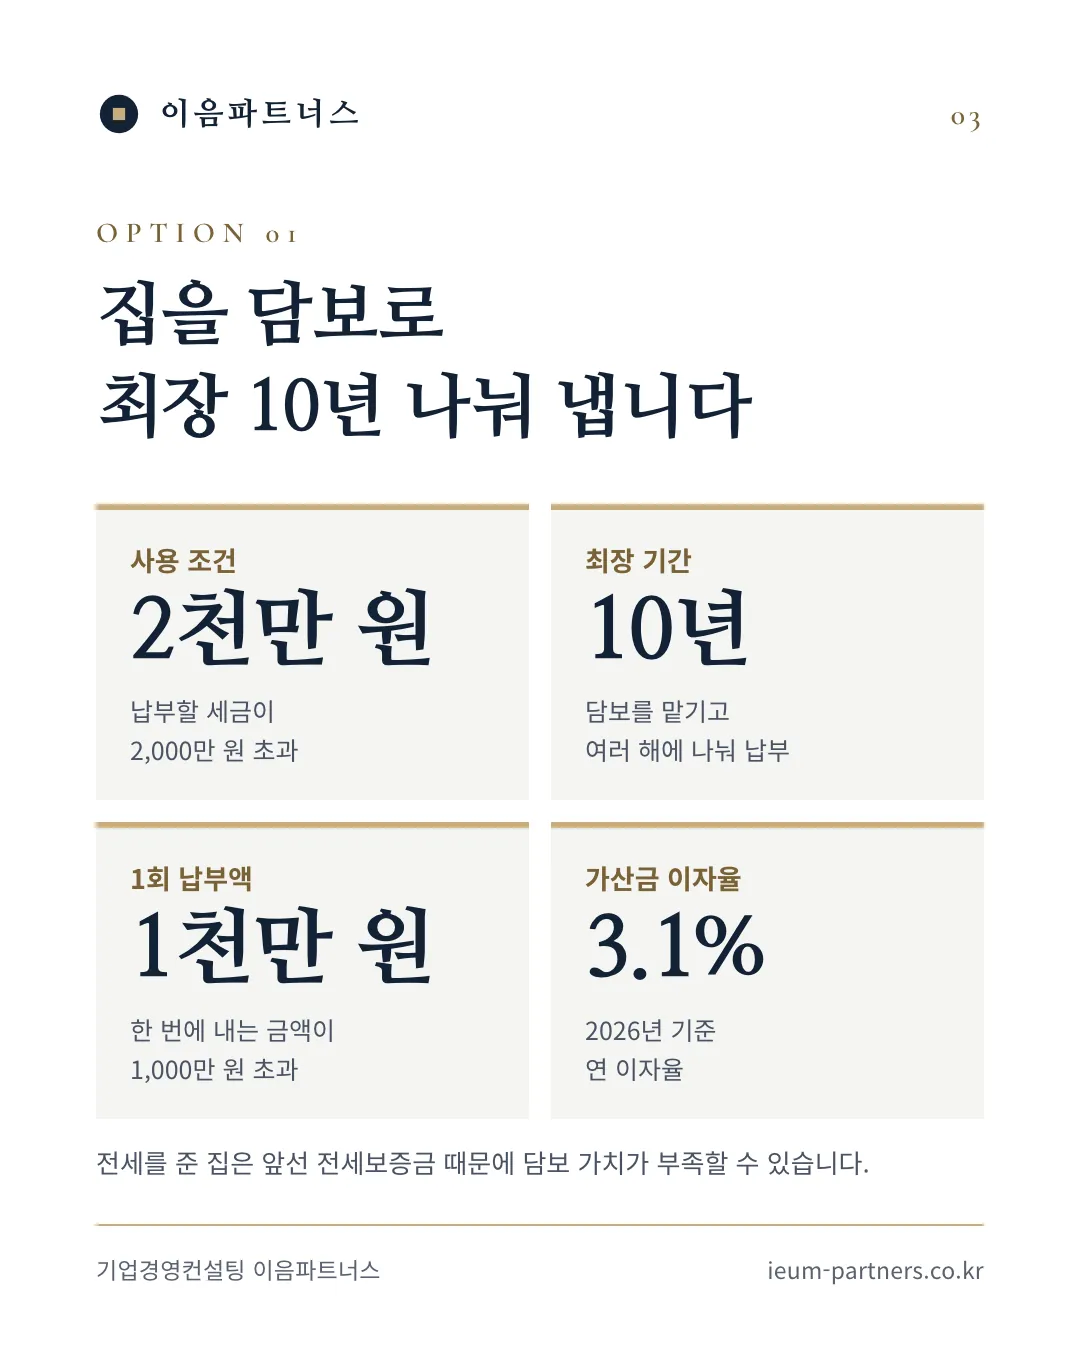 이음파트너스
03
OPTION 01
집을 담보로
최장 10년 나눠 냅니다
사용 조건
2천만 원
납부할 세금이
2,000만 원 초과
최장 기간
10년
담보를 맡기고
여러 해에 나눠 납부
1회 납부액
1천만 원
한 번에 내는 금액이
1,000만 원 초과
가산금 이자율
3.1%
2026년 기준
연 이자율
전세를 준 집은 앞선 전세보증금 때문에 담보 가치가 부족할 수 있습니다.
기업경영컨설팅 이음파트너스
ieum-partners.co.kr